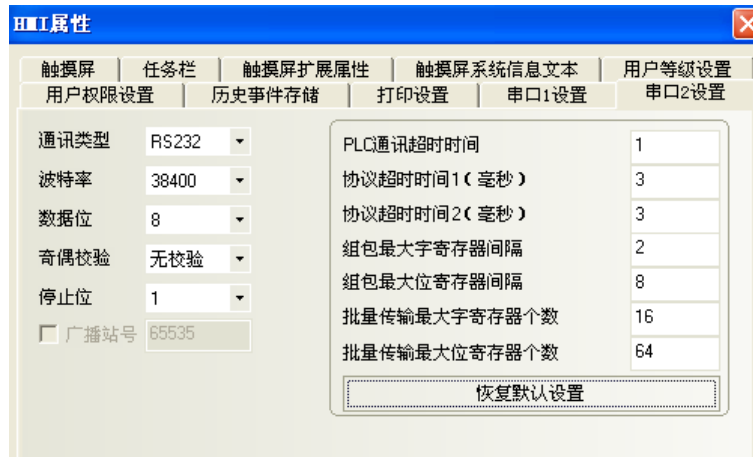 HMI属性
触摸屏 任务栏 触摸屏扩展属性 触摸屏系统信息文本 用户等级设置
用户权限设置 历史事件存储 打印设置 串口1设置 串口2设置
通讯类型 RS232
波特率 38400
数据位 8
奇偶校验 无校验
停止位 1
广播站号 65535
PLC通讯超时时间 1
协议超时时间1(毫秒) 3
协议超时时间2(毫秒) 3
组包最大字寄存器间隔 2
组包最大位寄存器间隔 8
批量传输最大字寄存器个数 16
批量传输最大位寄存器个数 64
恢复默认设置